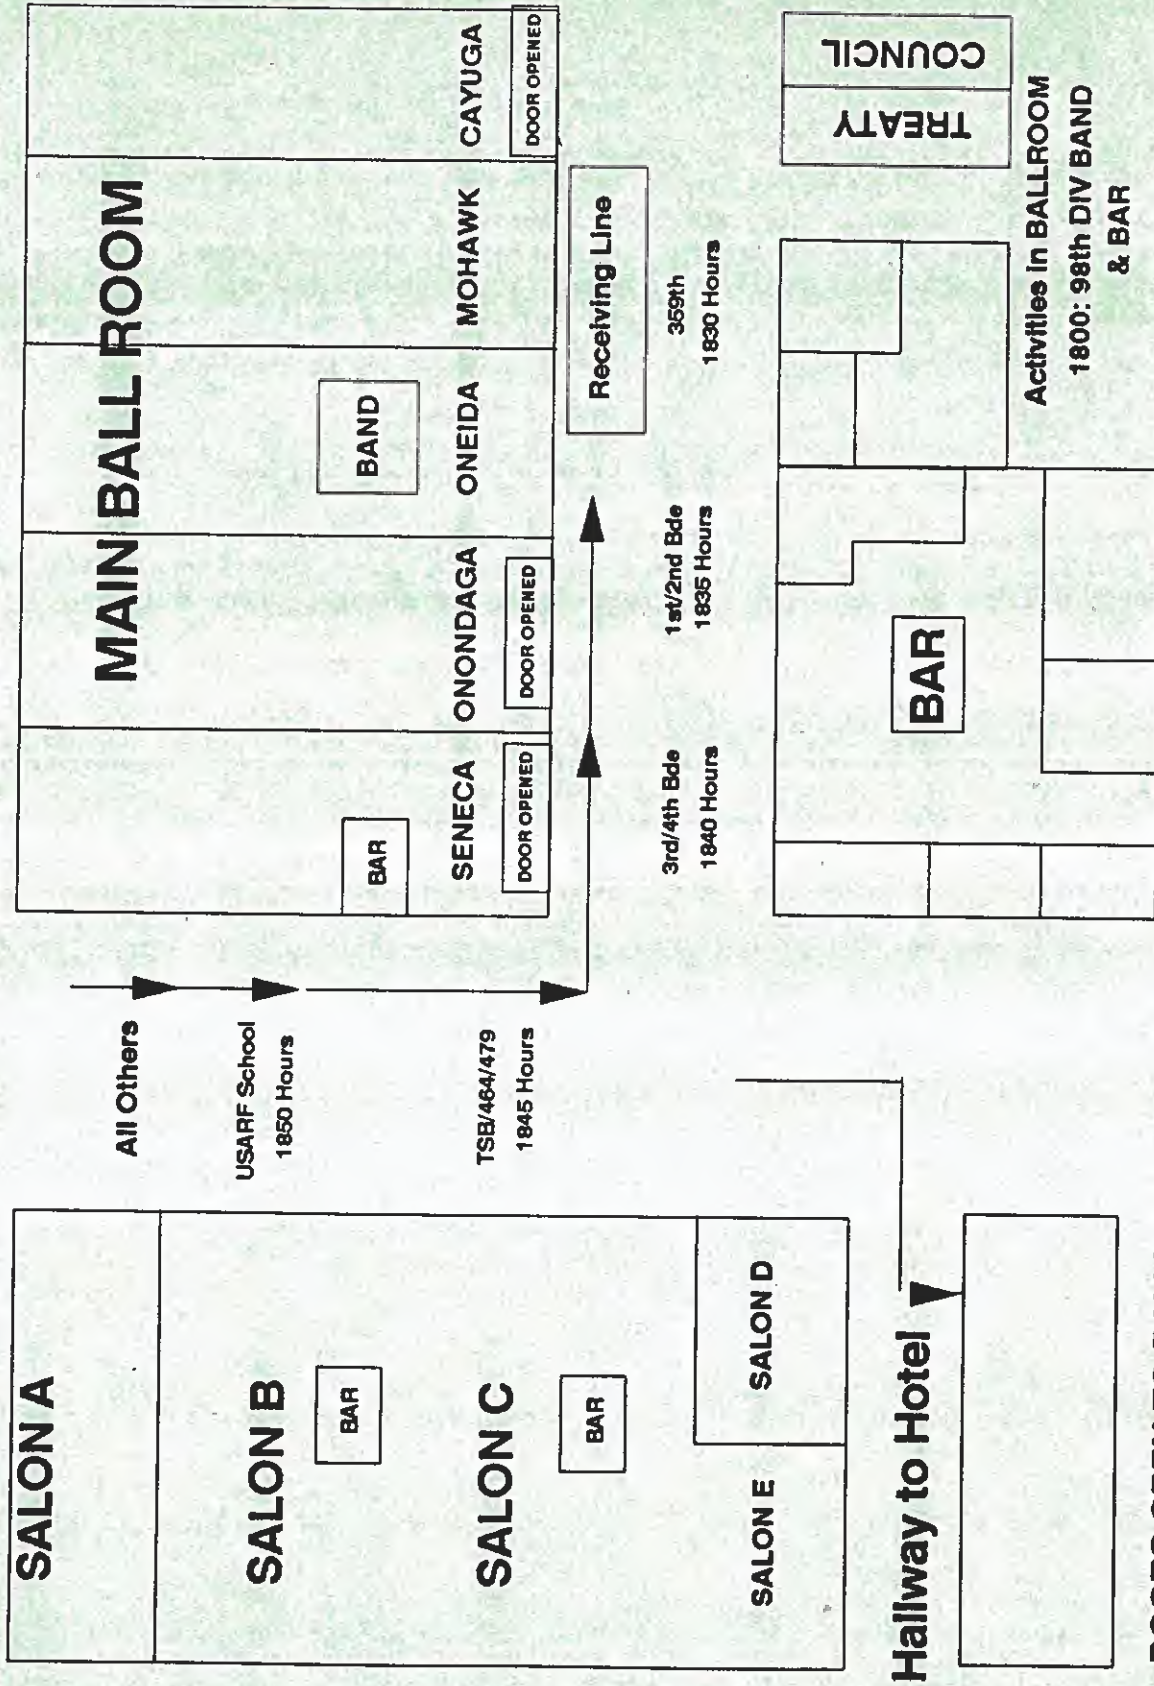 SALON A
SALON B
BAR
SALON C
BAR
SALON E
SALON D
Hallway to Hotel
All Others
USARF School
1850 Hours
TSB/464/479
1845 Hours
MAIN BALL ROOM
BAR
BAND
SENECA
ONONDAGA
ONEIDA
MOHAWK
CAYUGA
DOOR OPENED
DOOR OPENED
DOOR OPENED
Receiving Line
3rd/4th Bde
1840 Hours
1st/2nd Bde
1835 Hours
359th
1830 Hours
BAR
TREATY
COUNCIL
Activities in BALLROOM
1800: 98th DIV BAND
& BAR